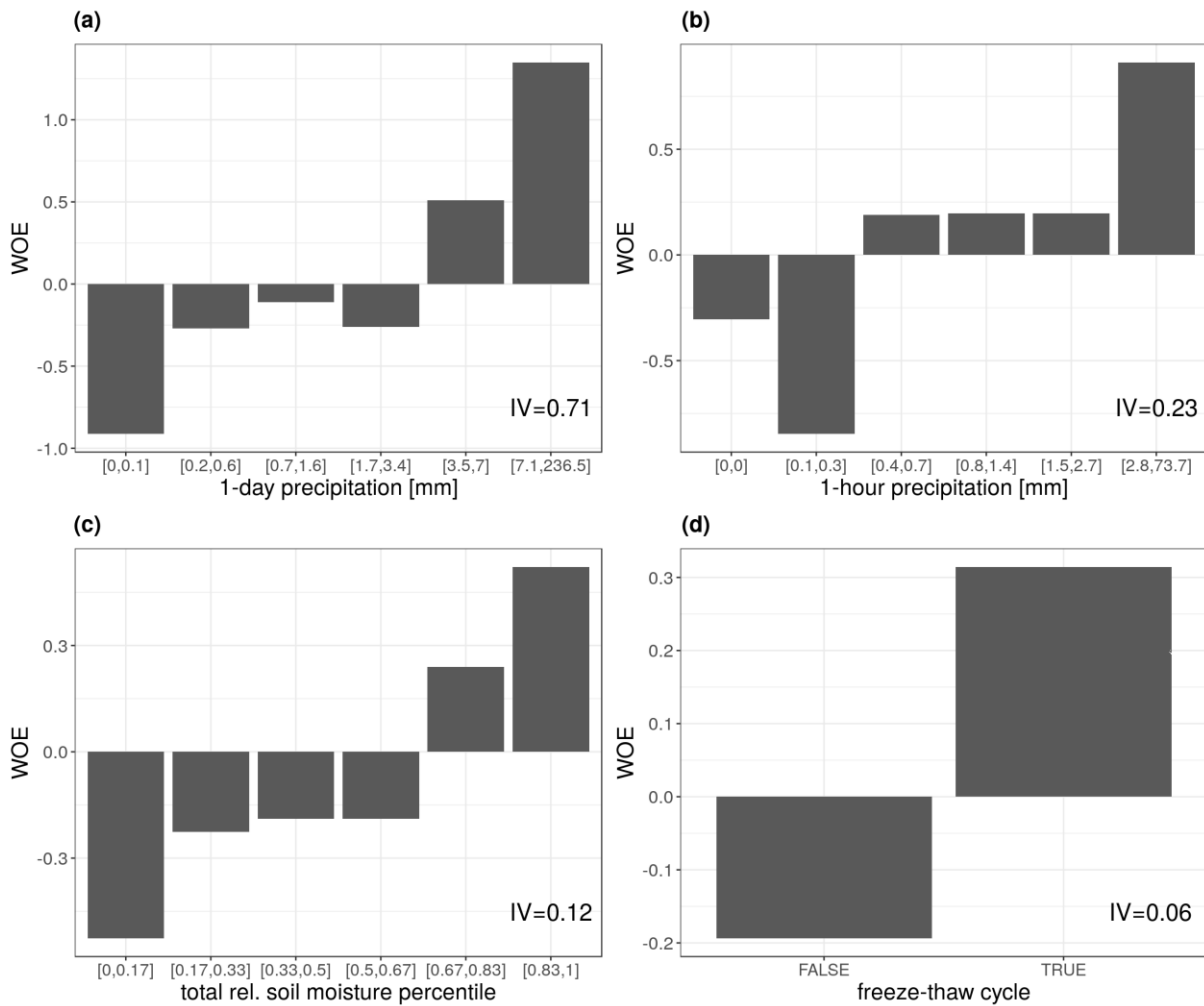 (a)
WOE
1.0
0.5
0.0
-0.5
-1.0
IV=0.71
[0,0.1] [0.2,0.6] [0.7,1.6] [1.7,3.4] [3.5,7] [7.1,236.5]
1-day precipitation [mm]
(b)
WOE
0.5
0.0
-0.5
IV=0.23
[0,0] [0.1,0.3] [0.4,0.7] [0.8,1.4] [1.5,2.7] [2.8,73.7]
1-hour precipitation [mm]
(c)
WOE
0.3
0.0
-0.3
IV=0.12
[0,0.17] [0.17,0.33] [0.33,0.5] [0.5,0.67] [0.67,0.83] [0.83,1]
total rel. soil moisture percentile
(d)
WOE
0.3
0.2
0.1
0.0
-0.1
-0.2
IV=0.06
FALSE TRUE
freeze-thaw cycle